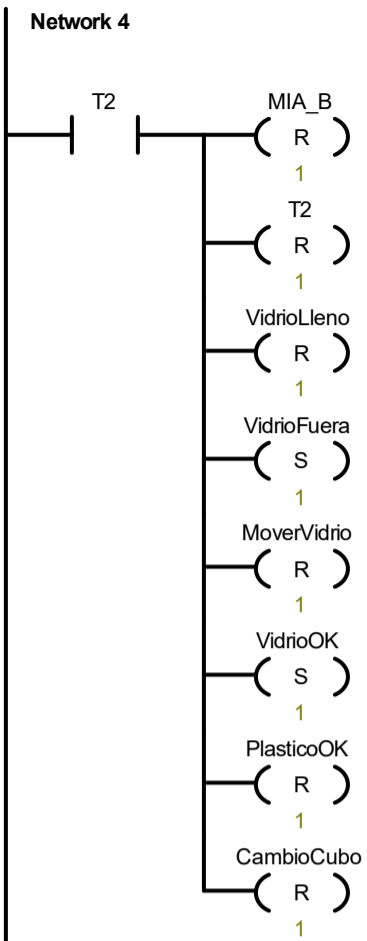 Network 4
T2
MIA_B
R
1
T2
R
1
VidrioLleno
R
1
VidrioFuera
S
1
MoverVidrio
R
1
VidrioOK
S
1
PlasticoOK
R
1
CambioCubo
R
1